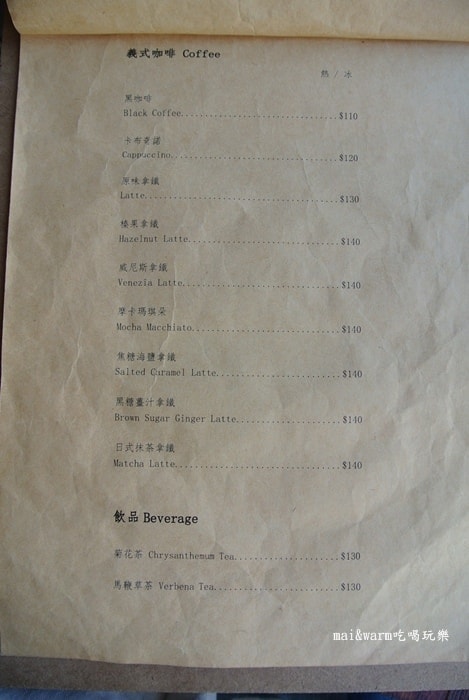 義式咖啡 Coffee
熱 / 冰
黑咖啡
Black Coffee................................$110
卡布奇諾
Cappuccino..................................$120
原味拿鐵
Latte.......................................$130
榛果拿鐵
Hazelnut Latte..............................$140
威尼斯拿鐵
Venezia Latte...............................$140
摩卡瑪琪朵
Mocha Macchiato.............................$140
焦糖海鹽拿鐵
Salted Caramel Latte........................$140
黑糖薑汁拿鐵
Brown Sugar Ginger Latte....................$140
日式抹茶拿鐵
Matcha Latte................................$140
飲品 Beverage
菊花茶 Chrysanthemum Tea....................$130
馬鞭草茶 Verbena Tea........................$130
mai&warm吃喝玩樂